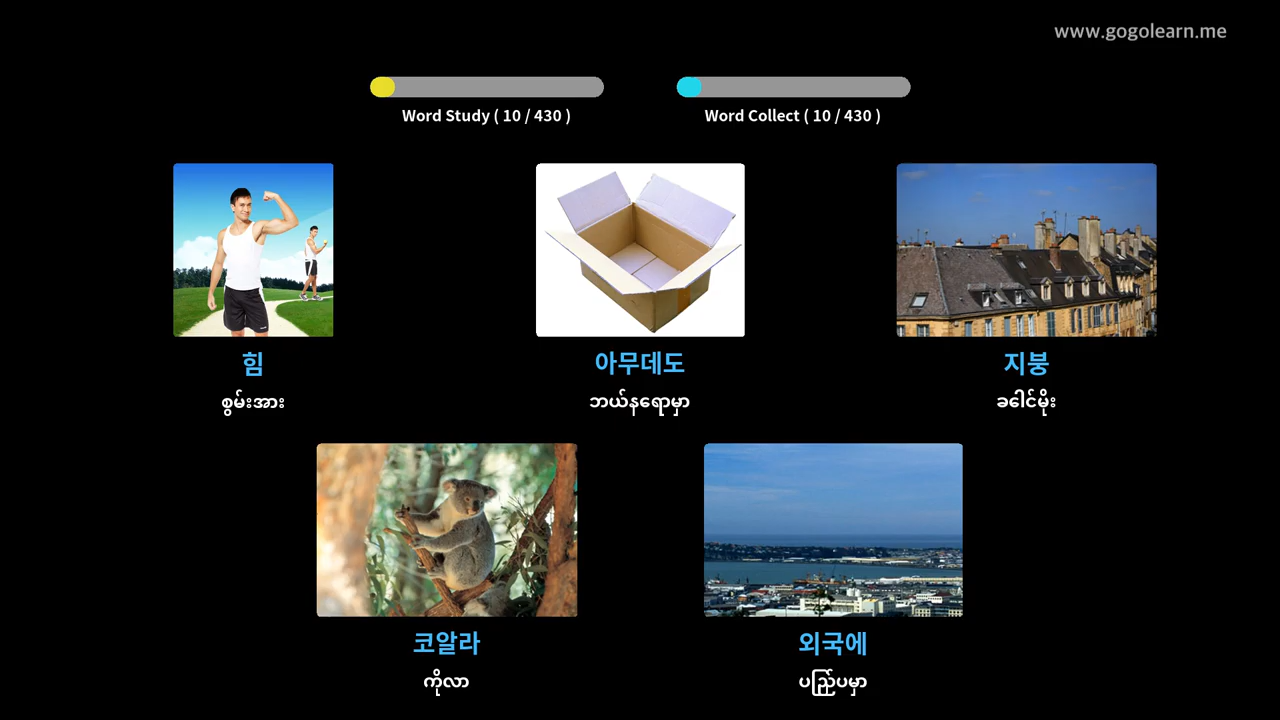 www.gogolearn.me
Word Study ( 10 / 430 )
Word Collect ( 10 / 430 )
힘
စွမ်းအား
아무데도
ဘယ်နရောမှာ
지붕
ခေါင်မိုး
코알라
ကိုလာ
외국에
ပည်ပြမှာ